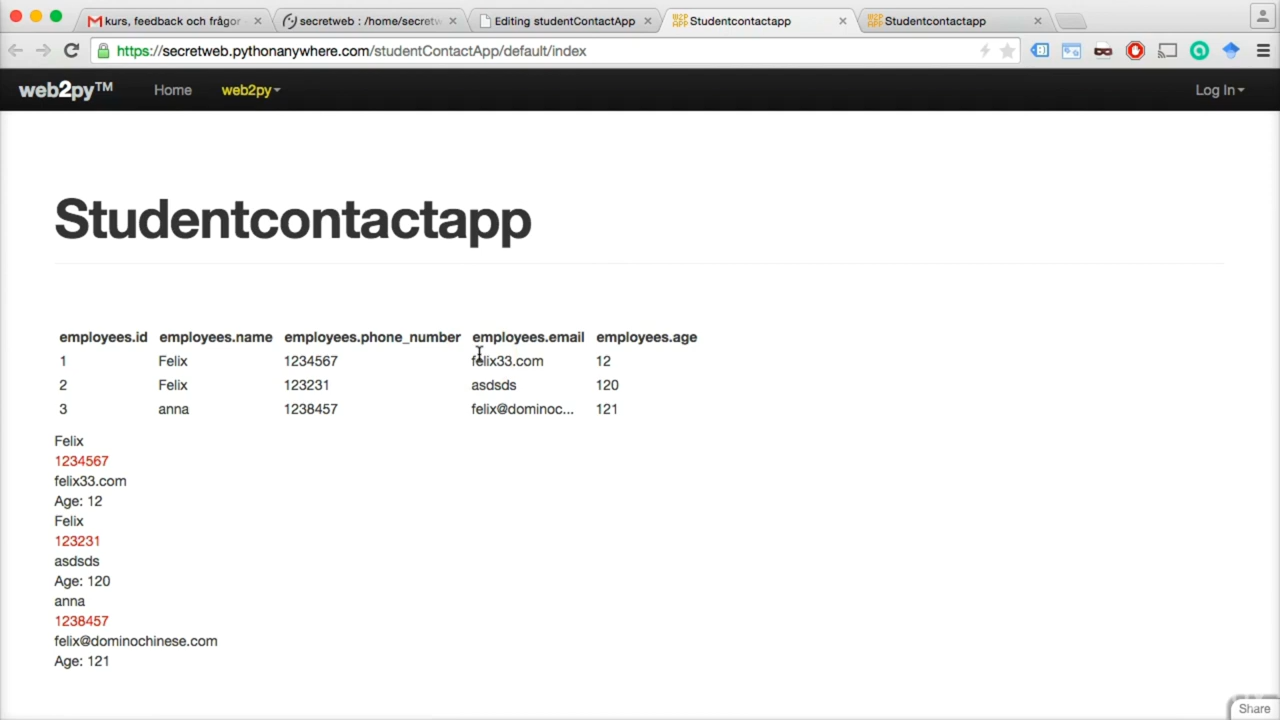 kurs, feedback och frågor
secretweb : /home/secretw
Editing studentContactApp
Studentcontactapp
Studentcontactapp
https://secretweb.pythonanywhere.com/studentContactApp/default/index
web2py™ Home web2py Log In
Studentcontactapp
employees.id employees.name employees.phone_number employees.email employees.age
1 Felix 1234567 felix33.com 12
2 Felix 123231 asdsds 120
3 anna 1238457 felix@dominoc... 121
Felix
1234567
felix33.com
Age: 12
Felix
123231
asdsds
Age: 120
anna
1238457
felix@dominochinese.com
Age: 121
Share